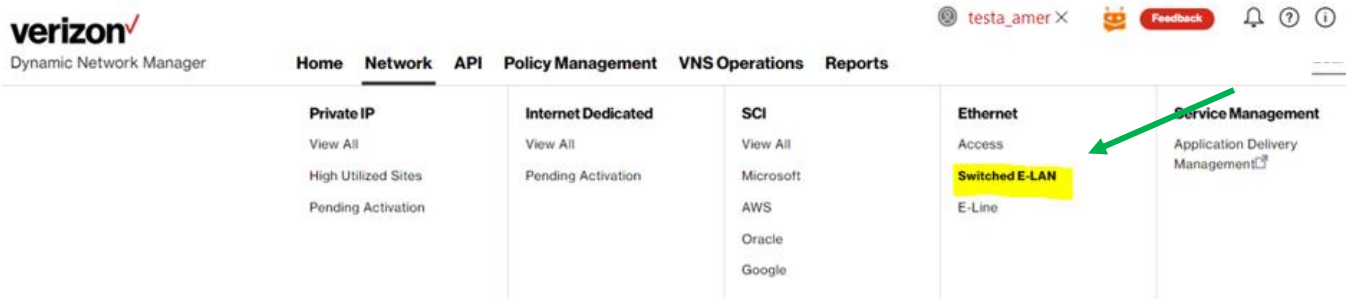 verizon
testa_amer
Feedback
Dynamic Network Manager
Home Network API Policy Management VNS Operations Reports
Private IP
View All
High Utilized Sites
Pending Activation
Internet Dedicated
View All
Pending Activation
SCI
View All
Microsoft
AWS
Oracle
Google
Ethernet
Access
Switched E-LAN
E-Line
Service Management
Application Delivery
Management